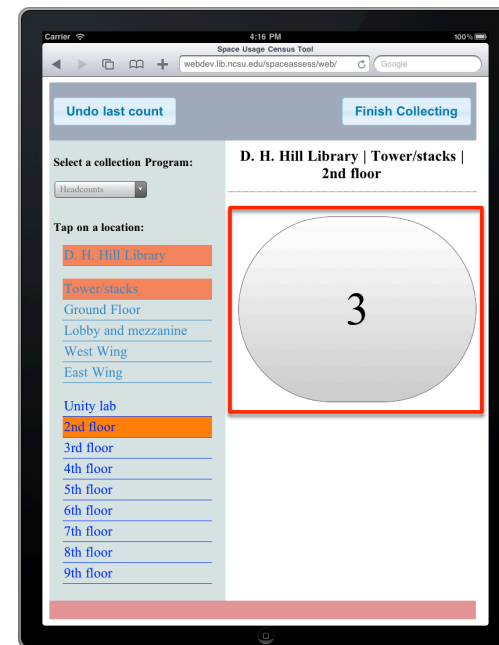 Carrier
4:16 PM
100%
Space Usage Census Tool
webdev.lib.ncsu.edu/spaceassess/web/
Google
Undo last count
Finish Collecting
Select a collection Program:
Headcounts
Tap on a location:
D. H. Hill Library
Tower/stacks
Ground Floor
Lobby and mezzanine
West Wing
East Wing
Unity lab
2nd floor
3rd floor
4th floor
5th floor
6th floor
7th floor
8th floor
9th floor
D. H. Hill Library | Tower/stacks |
2nd floor
3